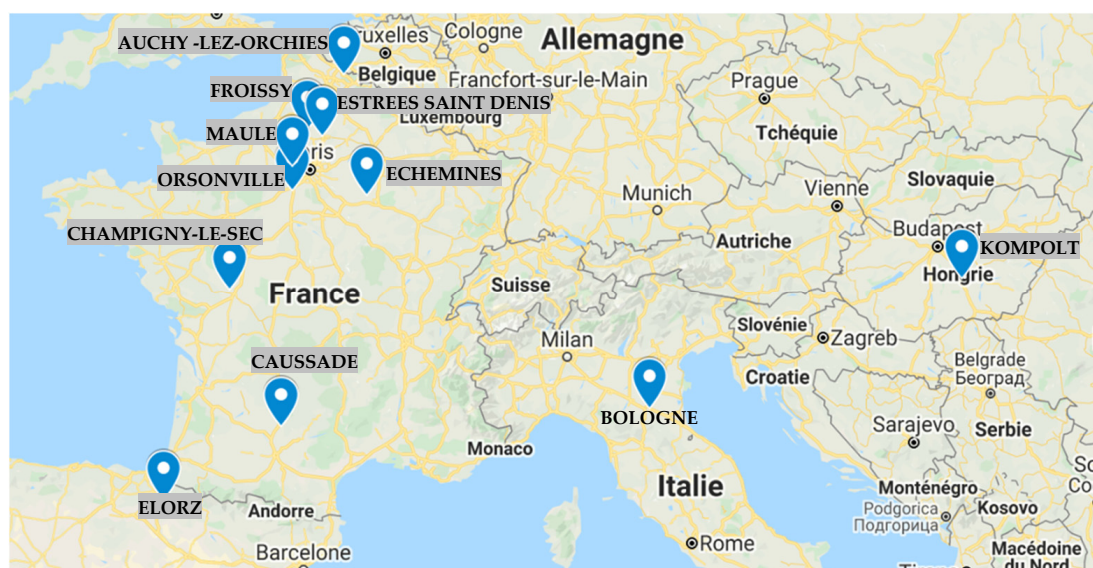 AUCHY -LEZ-ORCHIES
Cologne
Allemagne
Belgique
FROISSY
ESTREES SAINT DENIS
Francfort-sur-le-Main
Prague
Luxembourg
Tchéquie
MAULE
ORSONVILLE
ECHEMINES
Munich
Vienne
Slovaquie
CHAMPIGNY-LE-SEC
Budapest
KOMPOLT
Autriche
Hongrie
France
Suisse
Slovénie
Zagreb
Milan
CAUSSADE
Croatie
Belgrade
Београд
BOLOGNE
Sarajevo
Serbie
Monaco
ELORZ
Andorre
Italie
Monténégro
Kosovo
Podgorica
Подгорица
Barcelone
Rome
Macédoine
du Nord